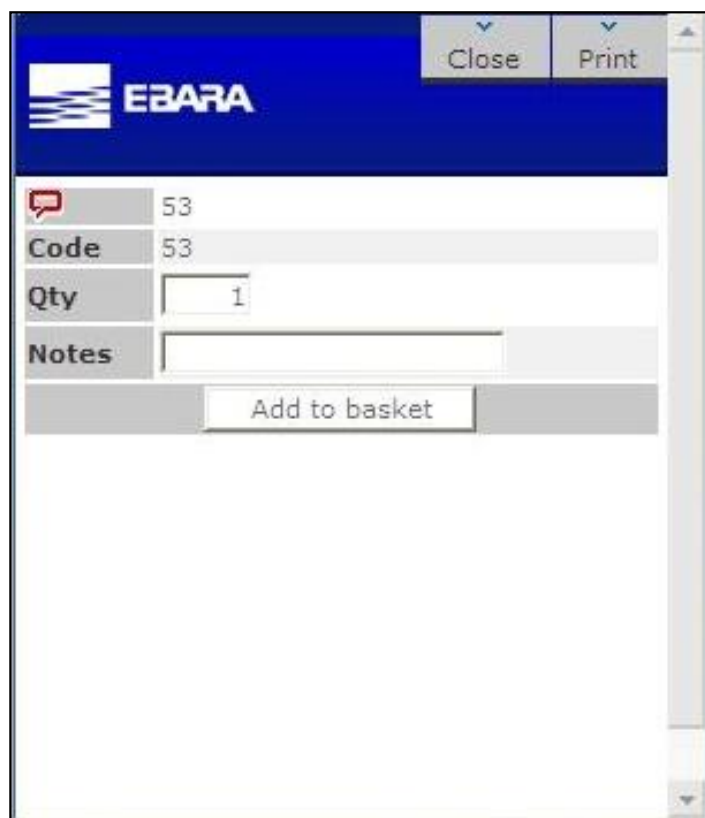 Close Print
EBARA
53
Code 53
Qty 1
Notes
Add to basket